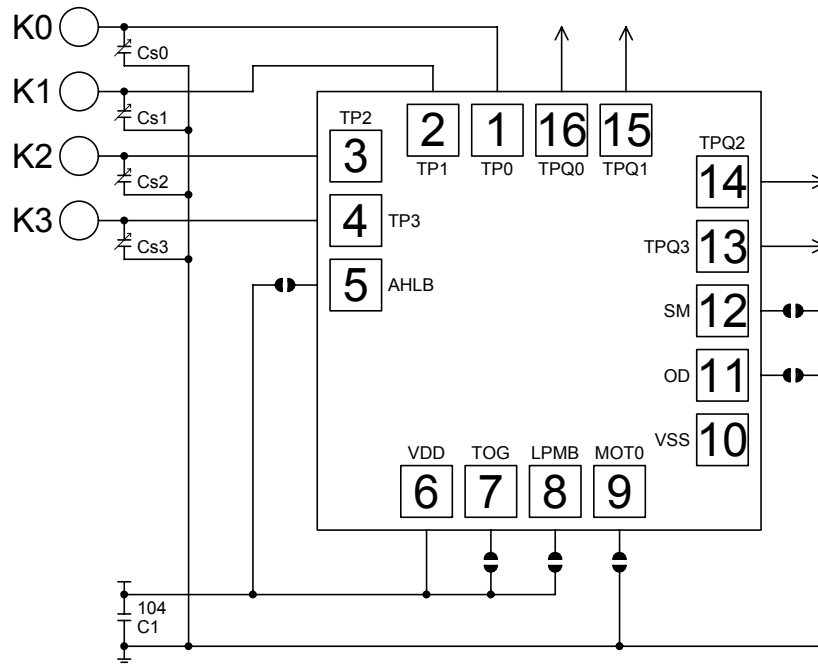 K0
Cs0
K1
Cs1
K2
Cs2
K3
Cs3
TP2
3
2
TP1
1
TP0
16
TPQ0
15
TPQ1
TPQ2
14
4
TP3
TPQ3
13
5
AHLB
SM
12
OD
11
VSS
10
VDD
6
TOG
7
LPMB
8
MOT0
9
104
C1